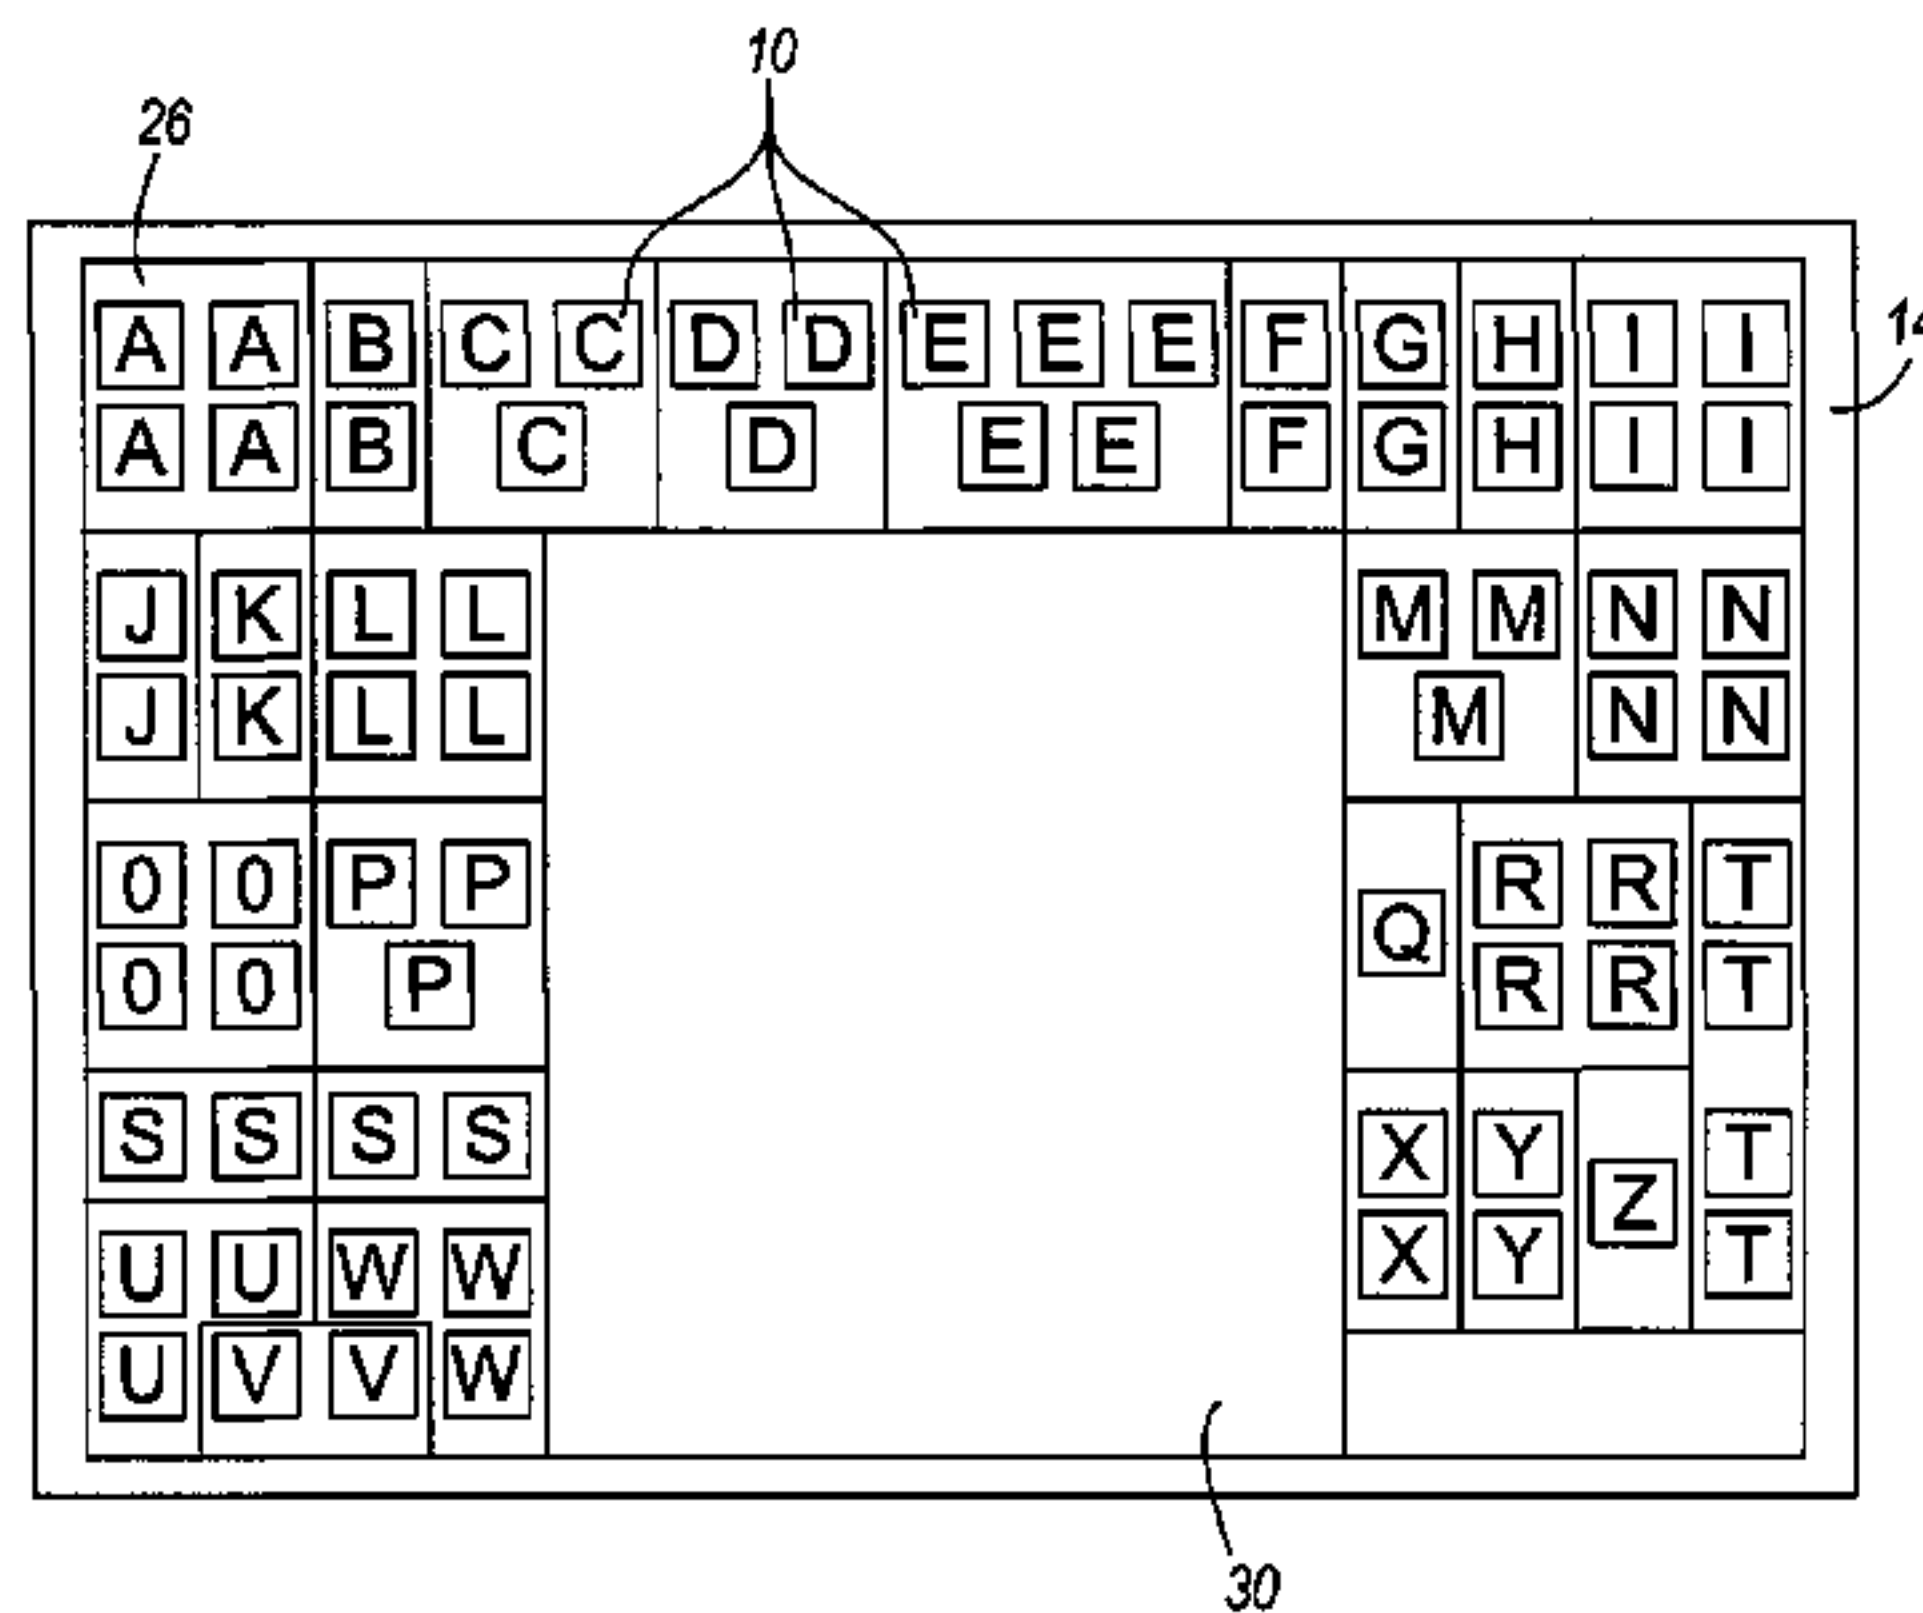 10
26
14
A A B C C D D E E E F G H I I
A A B C D E E F G H I I
J K L L M M N N
J K L L M N N
0 0 P P Q R R T
0 0 P R R T
S S S S X Y Z T
U U W W X Y T
U V V W
30